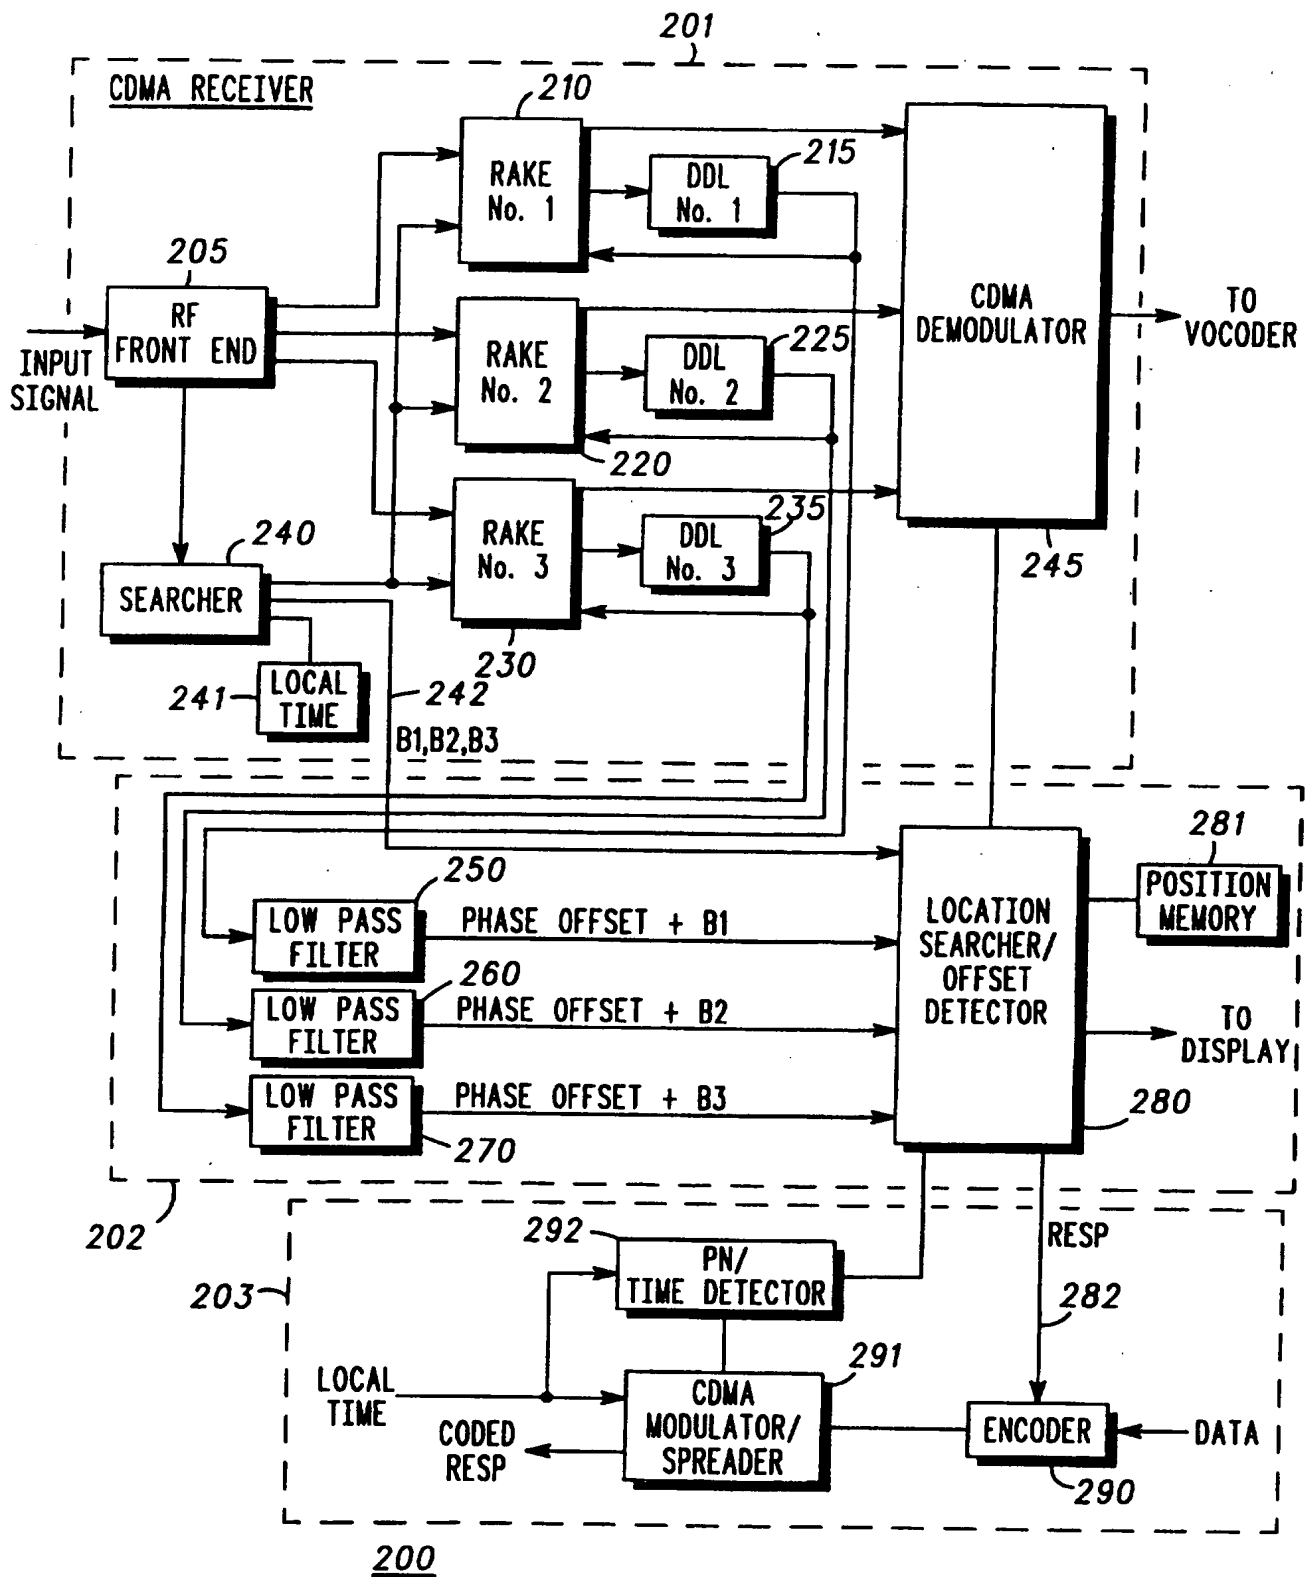 201
CDMA RECEIVER
210
RAKE
No. 1
215
DDL
No. 1
205
RF
FRONT END
INPUT
SIGNAL
CDMA
DEMODULATOR
TO
VOCODER
RAKE
No. 2
225
DDL
No. 2
220
235
RAKE
No. 3
DDL
No. 3
240
SEARCHER
245
230
241
LOCAL
TIME
242
B1,B2,B3
281
POSITION
MEMORY
250
LOW PASS
FILTER
PHASE OFFSET + B1
LOCATION
SEARCHER/
OFFSET
DETECTOR
260
LOW PASS
FILTER
PHASE OFFSET + B2
TO
DISPLAY
LOW PASS
FILTER
PHASE OFFSET + B3
270
280
202
292
RESP
PN/
TIME DETECTOR
203
282
LOCAL
TIME
291
CDMA
MODULATOR/
SPREADER
CODED
RESP
ENCODER
DATA
290
200